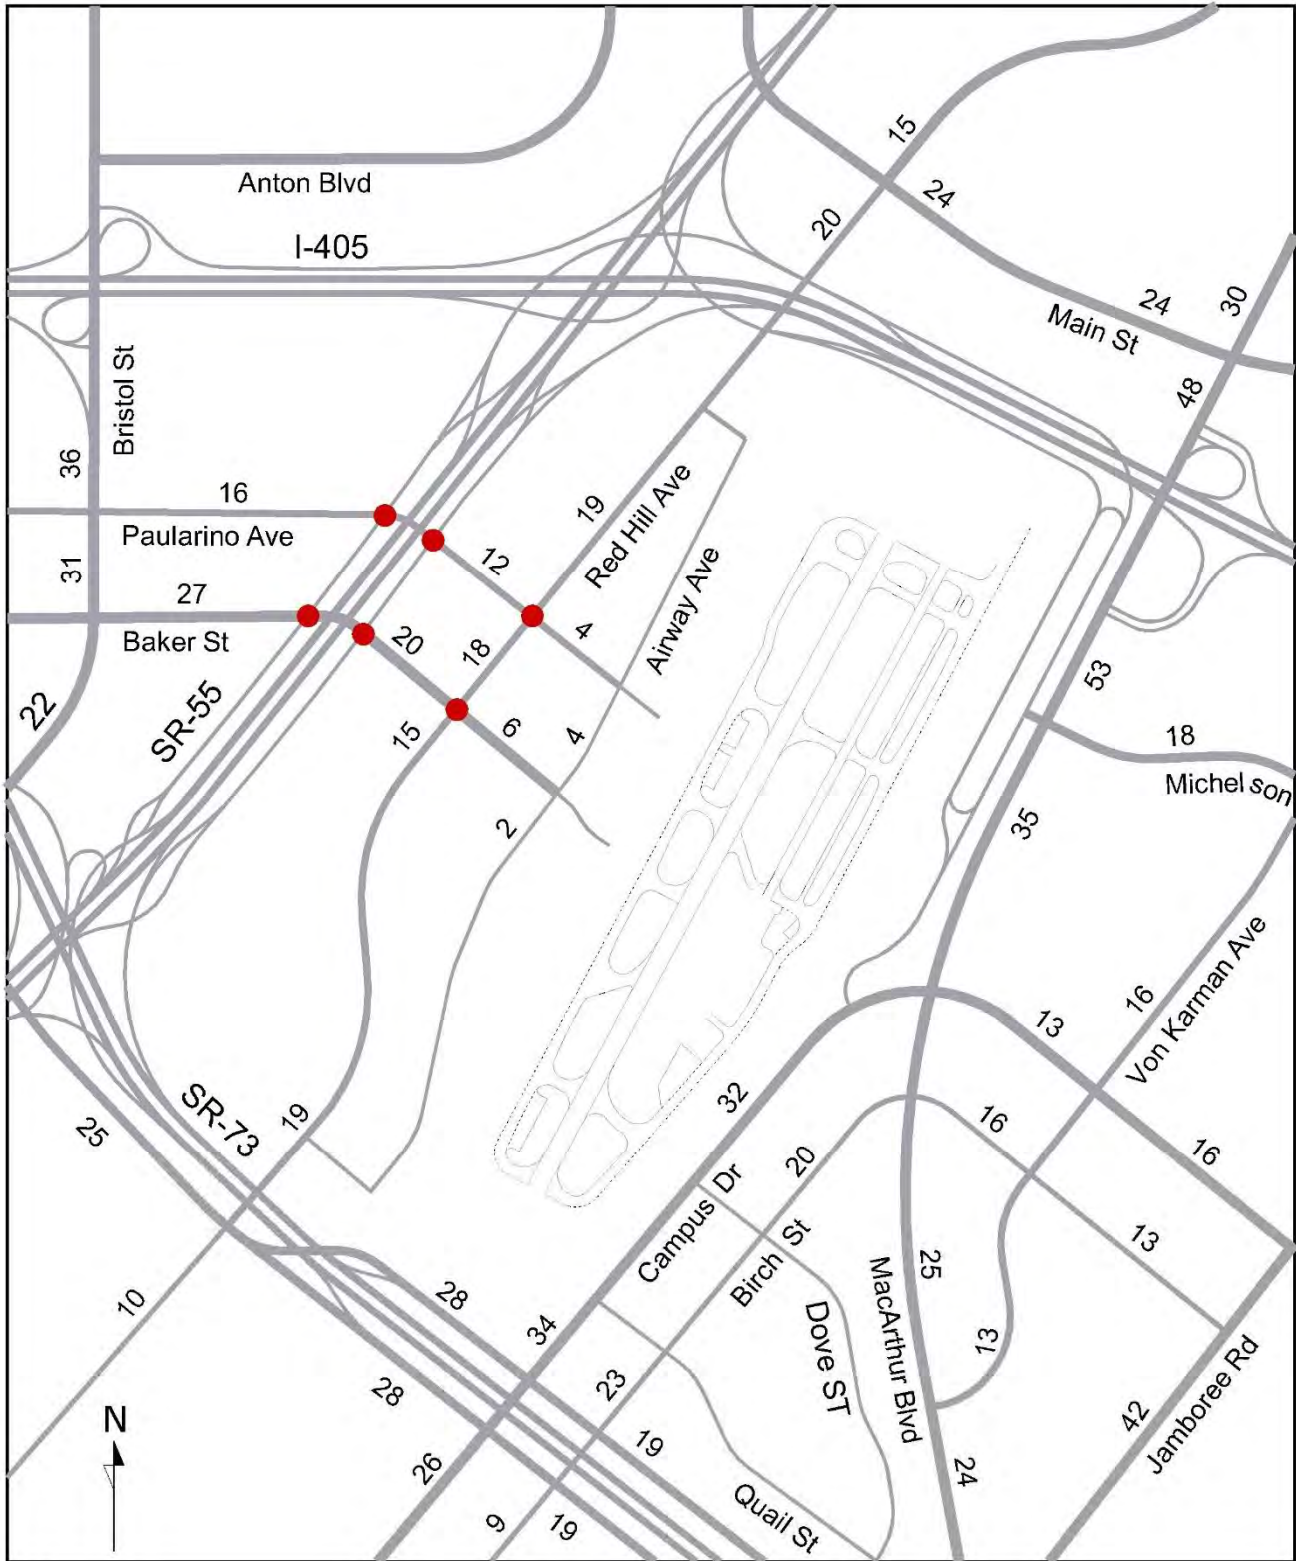 15
24
Anton Blvd
20
I-405
30
24
Main St
Bristol St
48
36
16
19
Red Hill Ave
Paularino Ave
12
31
27
4
Baker St
20
18
Airway Ave
53
22
SR-55
15
6
4
18
Michelson
2
35
16
Von Karman Ave
13
32
SR-73
25
19
16
16
20
Campus Dr
Birch St
13
25
10
28
34
Dove ST
MacArthur Blvd
13
23
28
42
Jamboree Rd
N
19
26
24
Quail St
9
19